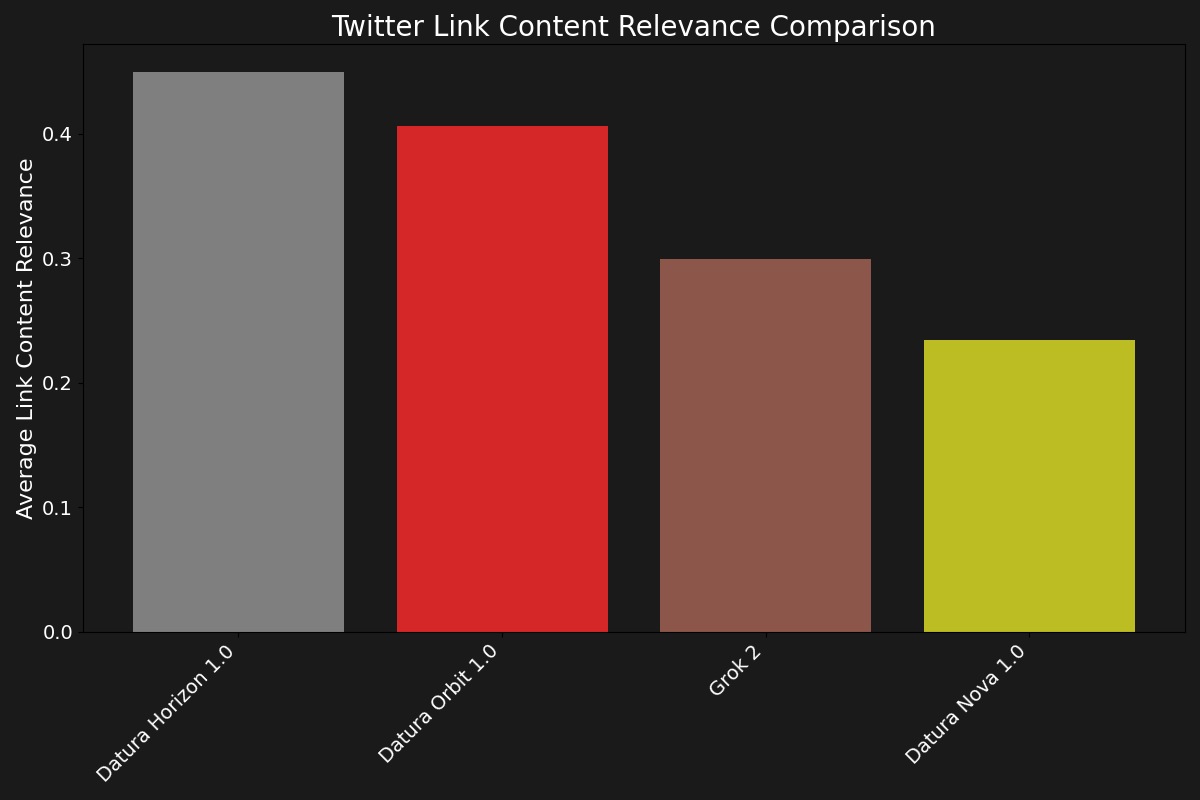 Twitter Link Content Relevance Comparison
Average Link Content Relevance
0.4
0.3
0.2
0.1
0.0
Datura Horizon 1.0
Datura Orbit 1.0
Grok 2
Datura Nova 1.0